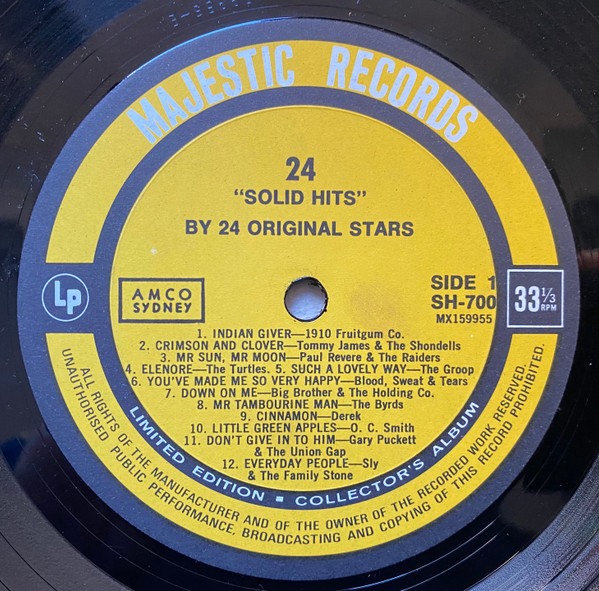 MAJESTIC RECORDS
24
“SOLID HITS”
BY 24 ORIGINAL STARS
Lp
AMCO
SYDNEY
SIDE 1
SH-700
MX159955
33 1/3
RPM
1. INDIAN GIVER—1910 Fruitgum Co.
2. CRIMSON AND CLOVER—Tommy James & The Shondells
3. MR SUN, MR MOON—Paul Revere & The Raiders
4. ELENORE—The Turtles. 5. SUCH A LOVELY WAY—The Groop
6. YOU'VE MADE ME SO VERY HAPPY—Blood, Sweat & Tears
7. DOWN ON ME—Big Brother & The Holding Co.
8. MR TAMBOURINE MAN—The Byrds
9. CINNAMON—Derek
10. LITTLE GREEN APPLES—O. C. Smith
11. DON'T GIVE IN TO HIM—Gary Puckett
& The Union Gap
12. EVERYDAY PEOPLE—Sly
& The Family Stone
LIMITED EDITION ▪ COLLECTOR'S ALBUM
ALL RIGHTS OF THE MANUFACTURER AND OF THE OWNER OF THE RECORDED WORK RESERVED.
UNAUTHORISED PUBLIC PERFORMANCE, BROADCASTING AND COPYING OF THIS RECORD PROHIBITED.